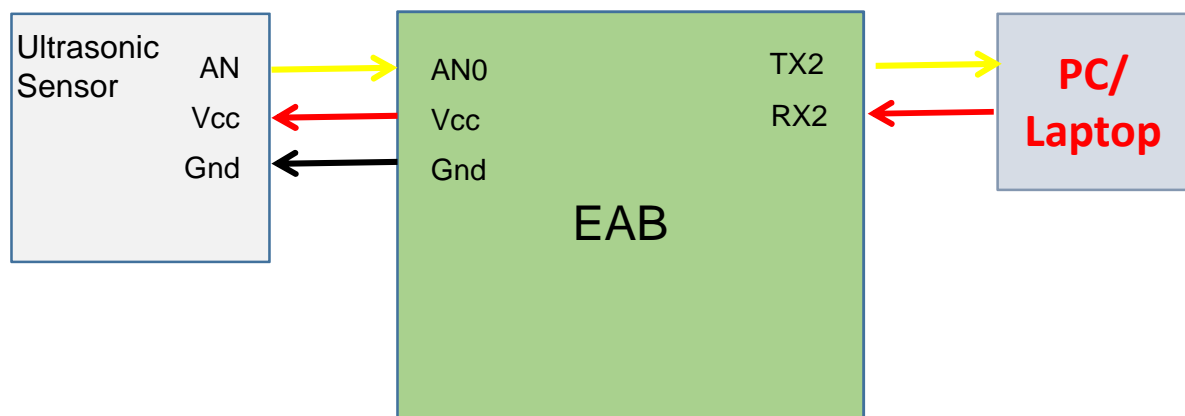 Ultrasonic
Sensor
AN
Vcc
Gnd
AN0
Vcc
Gnd
TX2
RX2
EAB
PC/
Laptop